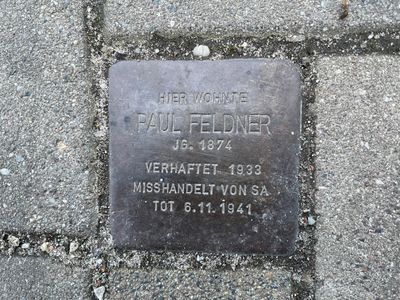 HIER WOHNTE
PAUL FELDNER
JG. 1874
VERHAFTET 1933
MISSHANDELT VON SA
TOT 6.11.1941